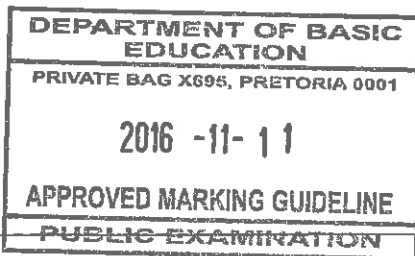 DEPARTMENT OF BASIC
EDUCATION
PRIVATE BAG X895, PRETORIA 0001
2016 -11- 11
APPROVED MARKING GUIDELINE
PUBLIC EXAMINATION